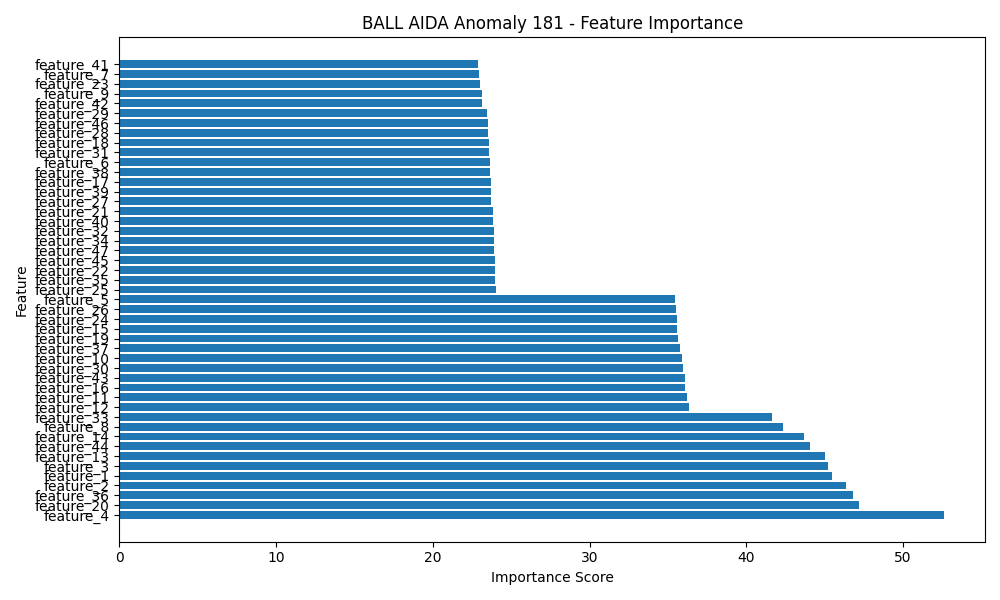 BALL AIDA Anomaly 181 - Feature Importance
feature_41
feature_7
feature_23
feature_9
feature_42
feature_29
feature_46
feature_28
feature_18
feature_31
feature_6
feature_38
feature_17
feature_39
feature_27
feature_21
feature_40
feature_32
feature_34
feature_47
feature_45
feature_22
feature_35
feature_25
feature_5
feature_26
feature_24
feature_15
feature_19
feature_37
feature_10
feature_30
feature_43
feature_16
feature_11
feature_12
feature_33
feature_8
feature_14
feature_44
feature_13
feature_3
feature_1
feature_2
feature_36
feature_20
feature_4
Feature
0 10 20 30 40 50
Importance Score